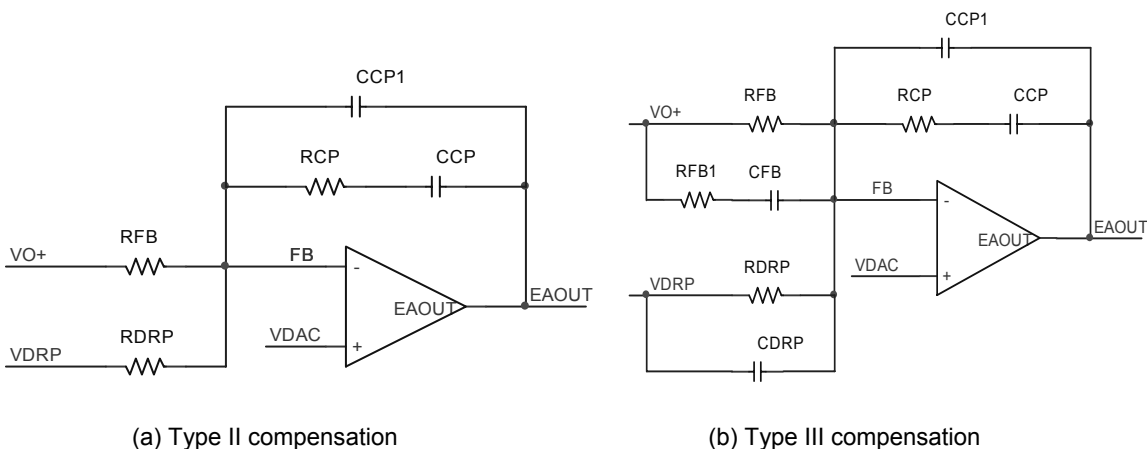 CCP1
RCP
CCP
RFB
VO+
FB
-
EAOUT
EAOUT
RDRP
VDAC
+
VDRP
(a) Type II compensation
CCP1
VO+
RFB
RCP
CCP
RFB1
CFB
FB
-
EAOUT
EAOUT
VDAC
+
VDRP
RDRP
CDRP
(b) Type III compensation